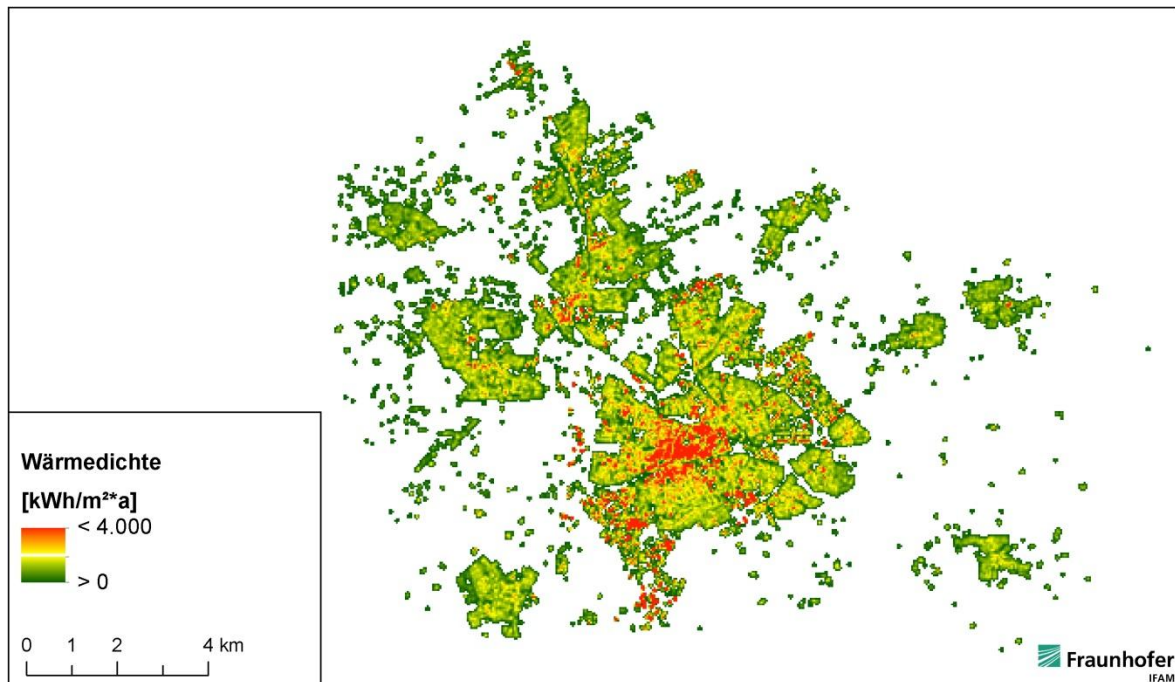 Wärmedichte
[kWh/m²*a]
< 4.000
> 0
0 1 2 4 km
Fraunhofer
IFAM